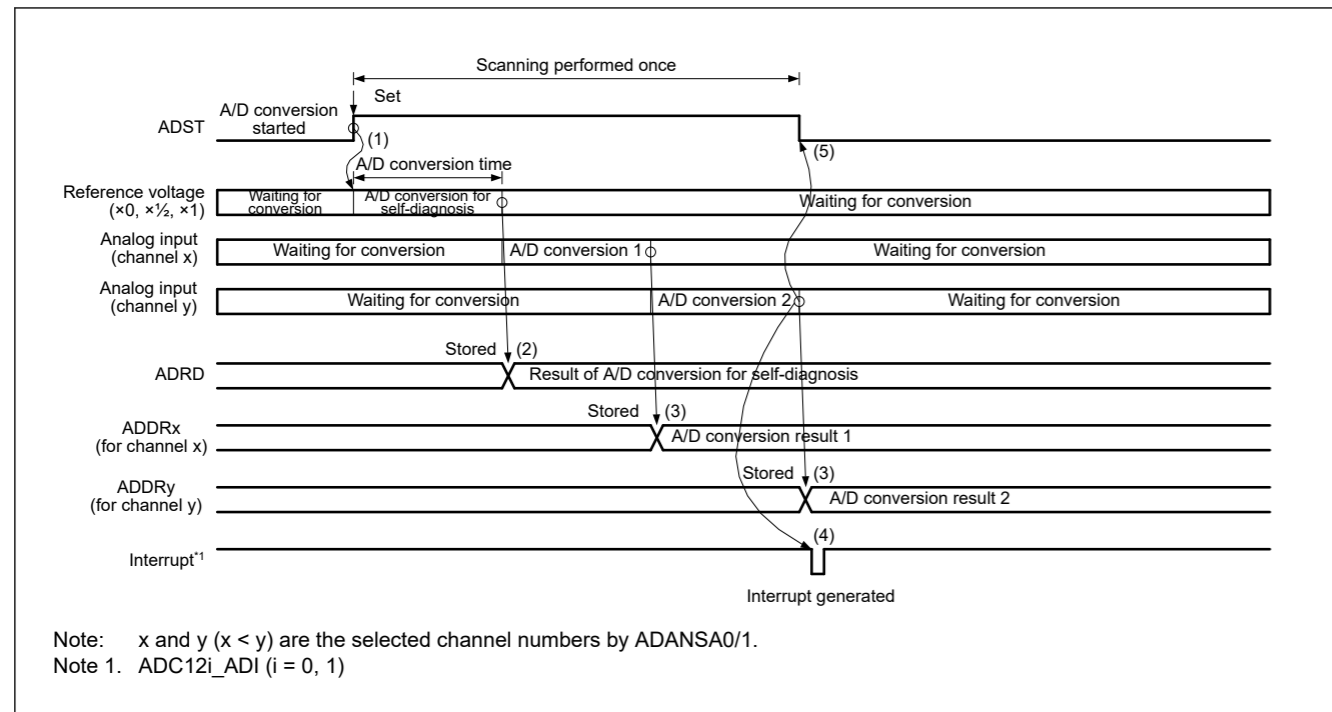 Scanning performed once
Set
A/D conversion
started
ADST
(1)
(5)
A/D conversion time
Reference voltage
(×0, ×½, ×1)
Waiting for
conversion
A/D conversion for
self-diagnosis
Waiting for conversion
Analog input
(channel x)
Waiting for conversion
A/D conversion 1
Waiting for conversion
Analog input
(channel y)
Waiting for conversion
A/D conversion 2
Waiting for conversion
Stored
(2)
ADRD
Result of A/D conversion for self-diagnosis
Stored
(3)
ADDRx
(for channel x)
A/D conversion result 1
Stored
(3)
ADDRy
(for channel y)
A/D conversion result 2
(4)
Interrupt*1
Interrupt generated
Note: x and y (x < y) are the selected channel numbers by ADANSA0/1.
Note 1. ADC12i_ADI (i = 0, 1)